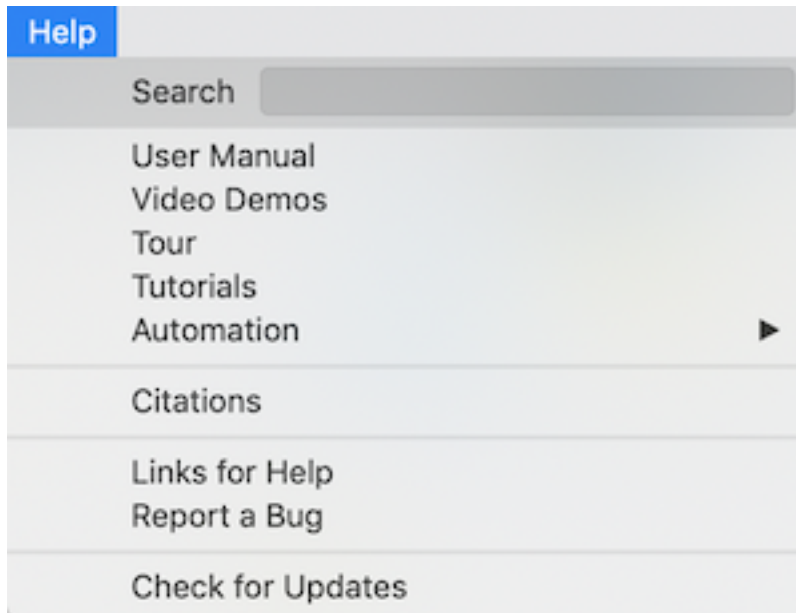 Help
Search
User Manual
Video Demos
Tour
Tutorials
Automation
Citations
Links for Help
Report a Bug
Check for Updates